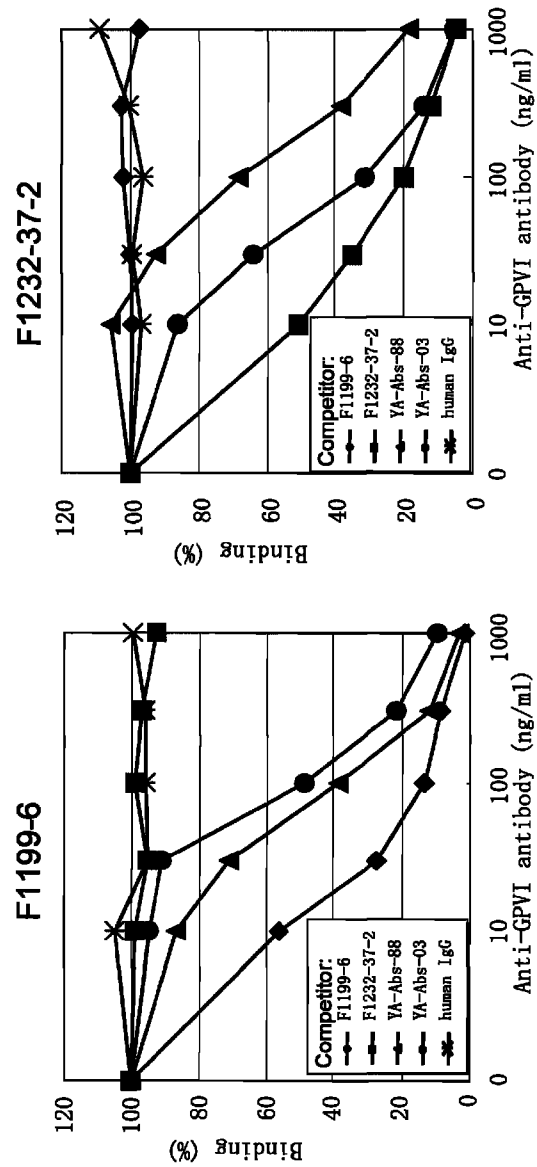 F1199-6
120
100
80
60
40
20
0
Binding (%)
Competitor:
F1199-6
F1232-37-2
YA-Abs-88
YA-Abs-03
human IgG
0
10
100
1000
Anti-GPVI antibody (ng/ml)
F1232-37-2
120
100
80
60
40
20
0
Binding (%)
Competitor:
F1199-6
F1232-37-2
YA-Abs-88
YA-Abs-03
human IgG
0
10
100
1000
Anti-GPVI antibody (ng/ml)